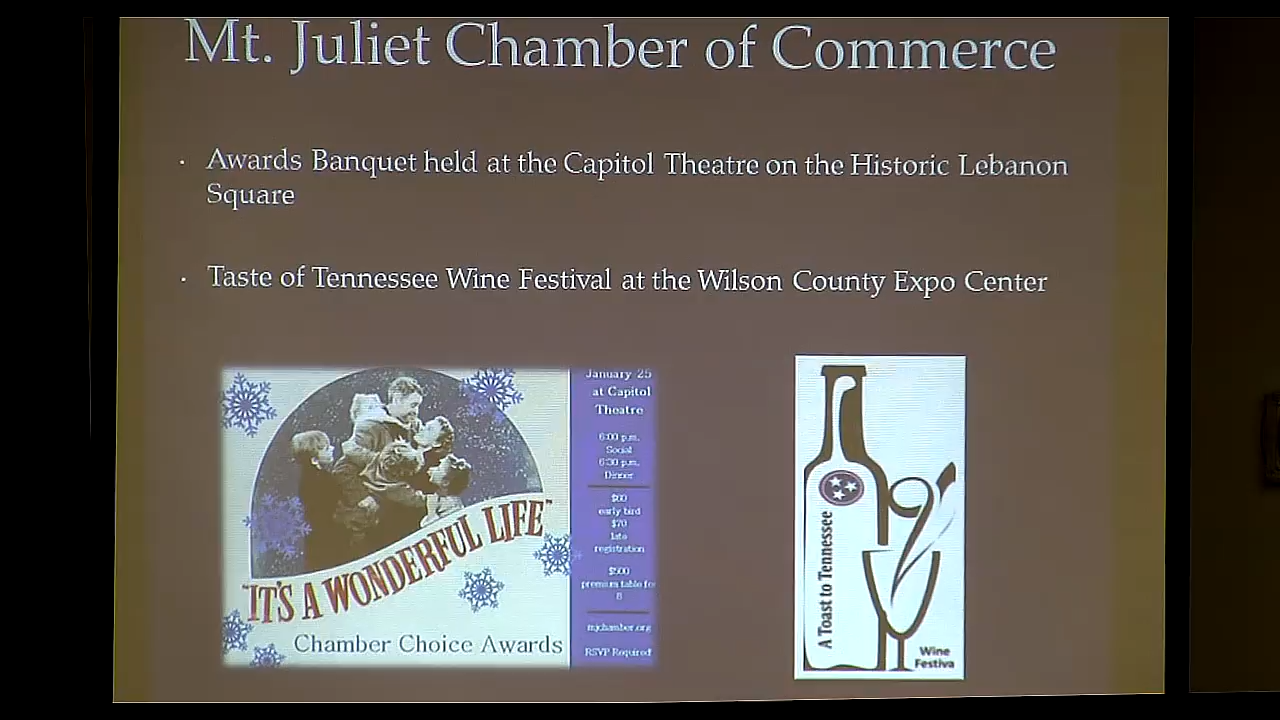 Mt. Juliet Chamber of Commerce
· Awards Banquet held at the Capitol Theatre on the Historic Lebanon
Square
· Taste of Tennessee Wine Festival at the Wilson County Expo Center
"IT'S A WONDERFUL LIFE"
Chamber Choice Awards
January 25
at Capitol
Theatre
6:00 p.m.
Social
6:30 p.m.
Dinner
$60
early bird
$70
late
registration
$500
premium table for
8
mjchamber.org
RSVP Required
A Toast to Tennessee
Wine
Festiva